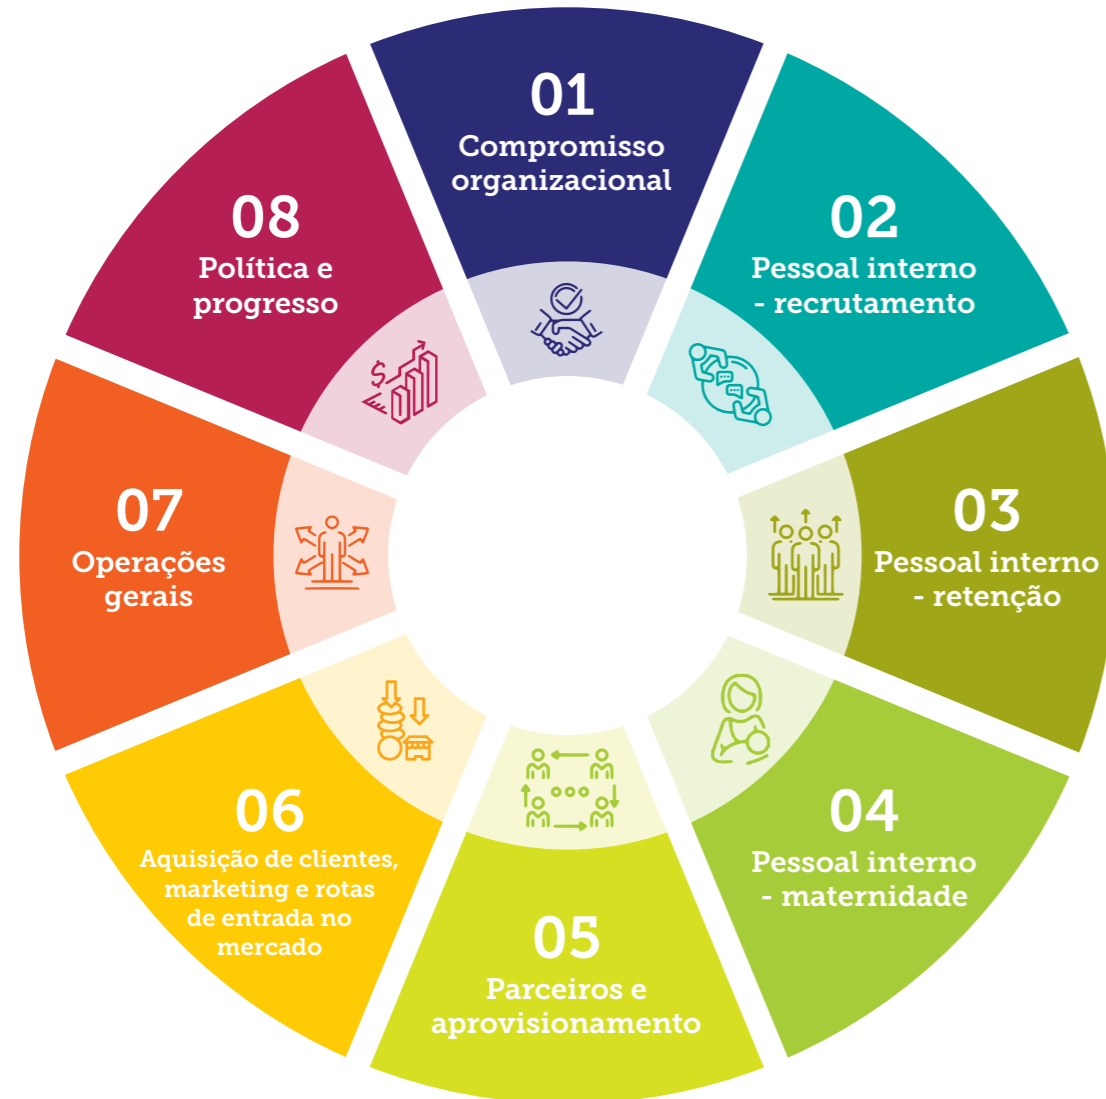 01
Compromisso
organizacional
02
Pessoal interno
- recrutamento
03
Pessoal interno
- retenção
04
Pessoal interno
- maternidade
05
Parceiros e
aprovisionamento
06
Aquisição de clientes,
marketing e rotas
de entrada no
mercado
07
Operações
gerais
08
Política e
progresso
$